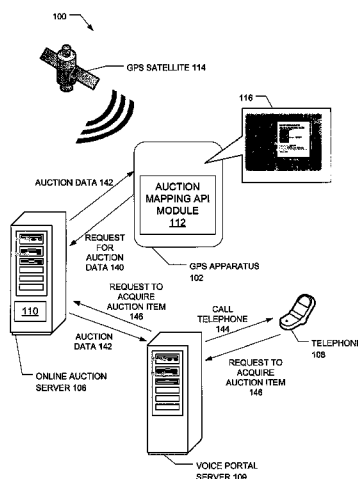 100
GPS SATELLITE 114
116
AUCTION DATA 142
AUCTION
MAPPING API
MODULE
112
REQUEST
FOR
AUCTION
DATA 140
GPS APPARATUS
102
REQUEST TO
ACQUIRE
AUCTION ITEM
146
CALL
TELEPHONE
144
110
AUCTION
DATA 142
REQUEST TO
ACQUIRE
AUCTION ITEM
146
TELEPHONE
108
ONLINE AUCTION
SERVER 106
VOICE PORTAL
SERVER 109